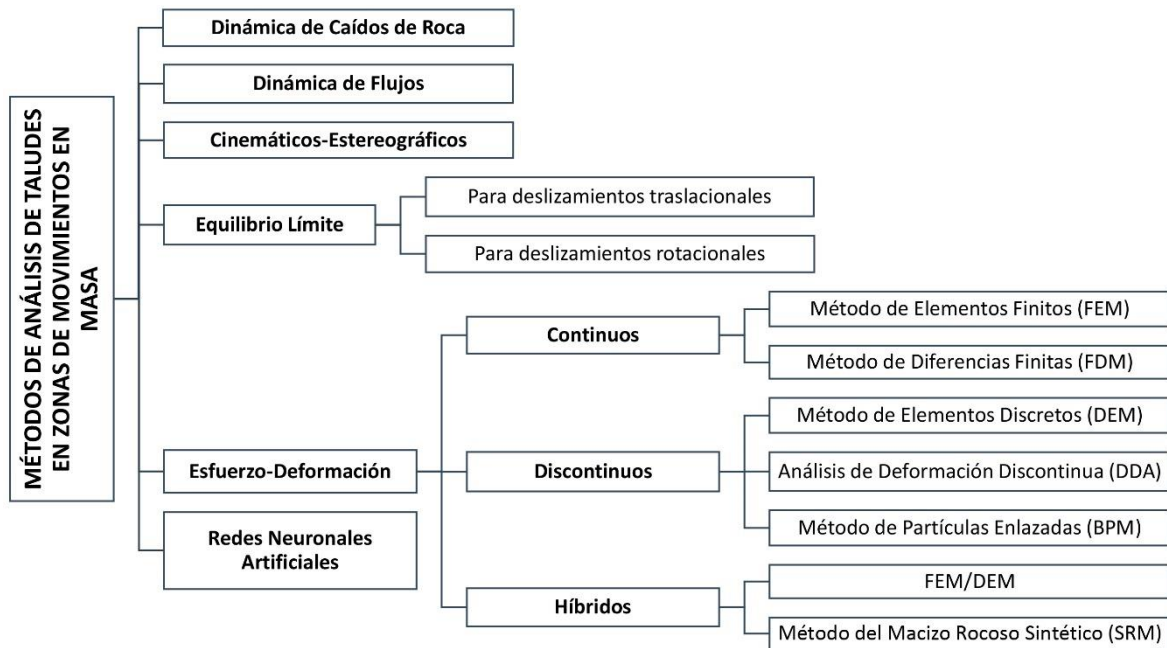 MÉTODOS DE ANÁLISIS DE TALUDES
EN ZONAS DE MOVIMIENTOS EN
MASA
Dinámica de Caídos de Roca
Dinámica de Flujos
Cinemáticos-Estereográficos
Equilibrio Límite
Para deslizamientos traslacionales
Para deslizamientos rotacionales
Esfuerzo-Deformación
Continuos
Método de Elementos Finitos (FEM)
Método de Diferencias Finitas (FDM)
Discontinuos
Método de Elementos Discretos (DEM)
Análisis de Deformación Discontinua (DDA)
Método de Partículas Enlazadas (BPM)
Híbridos
FEM/DEM
Método del Macizo Rocoso Sintético (SRM)
Redes Neuronales
Artificiales